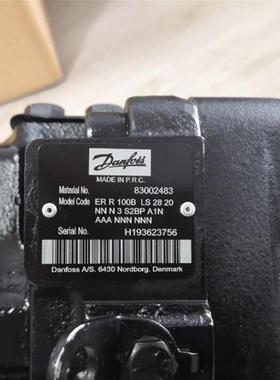 Danfoss
MADE IN P.R.C.
Material No. 83002483
Model Code ER R 100B LS 28 20
NN N 3 S2BP A1N
AAA NNN NNN
Serial No. H193623756
Danfoss A/S. 6430 Nordborg. Denmark